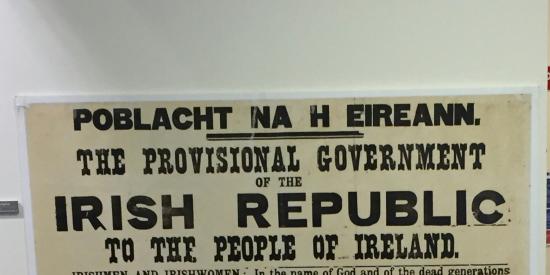 POBLACHT NA H EIREANN.
THE PROVISIONAL GOVERNMENT
OF THE
IRISH REPUBLIC
TO THE PEOPLE OF IRELAND.
IRISHMEN AND IRISHWOMEN: In the name of God and of the dead generations